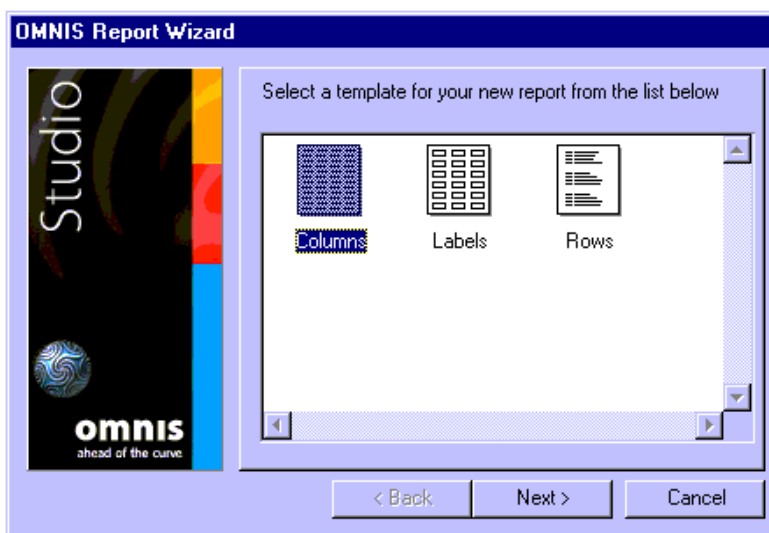 OMNIS Report Wizard
Studio
omnis
ahead of the curve
Select a template for your new report from the list below
Columns Labels Rows
< Back Next > Cancel